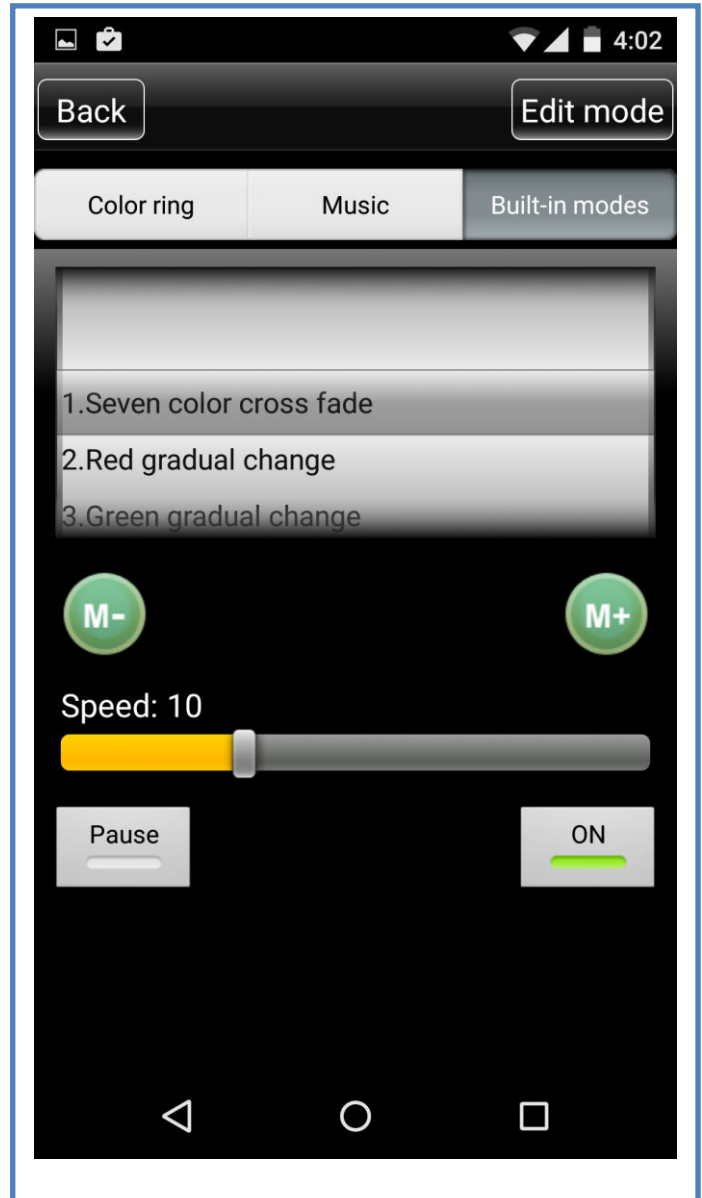 4:02
Back Edit mode
Color ring Music Built-in modes
1.Seven color cross fade
2.Red gradual change
3.Green gradual change
M- M+
Speed: 10
Pause ON